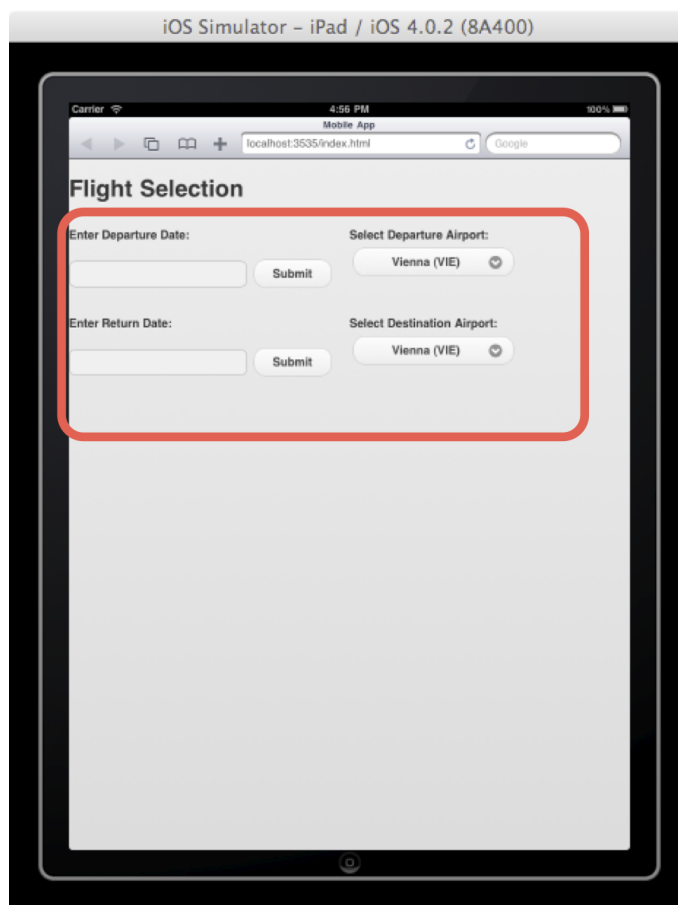 iOS Simulator – iPad / iOS 4.0.2 (8A400)
Carrier 4:56 PM 100%
Mobile App
localhost:3535/index.html Google
Flight Selection
Enter Departure Date: Select Departure Airport:
Vienna (VIE)
Submit
Enter Return Date: Select Destination Airport:
Vienna (VIE)
Submit